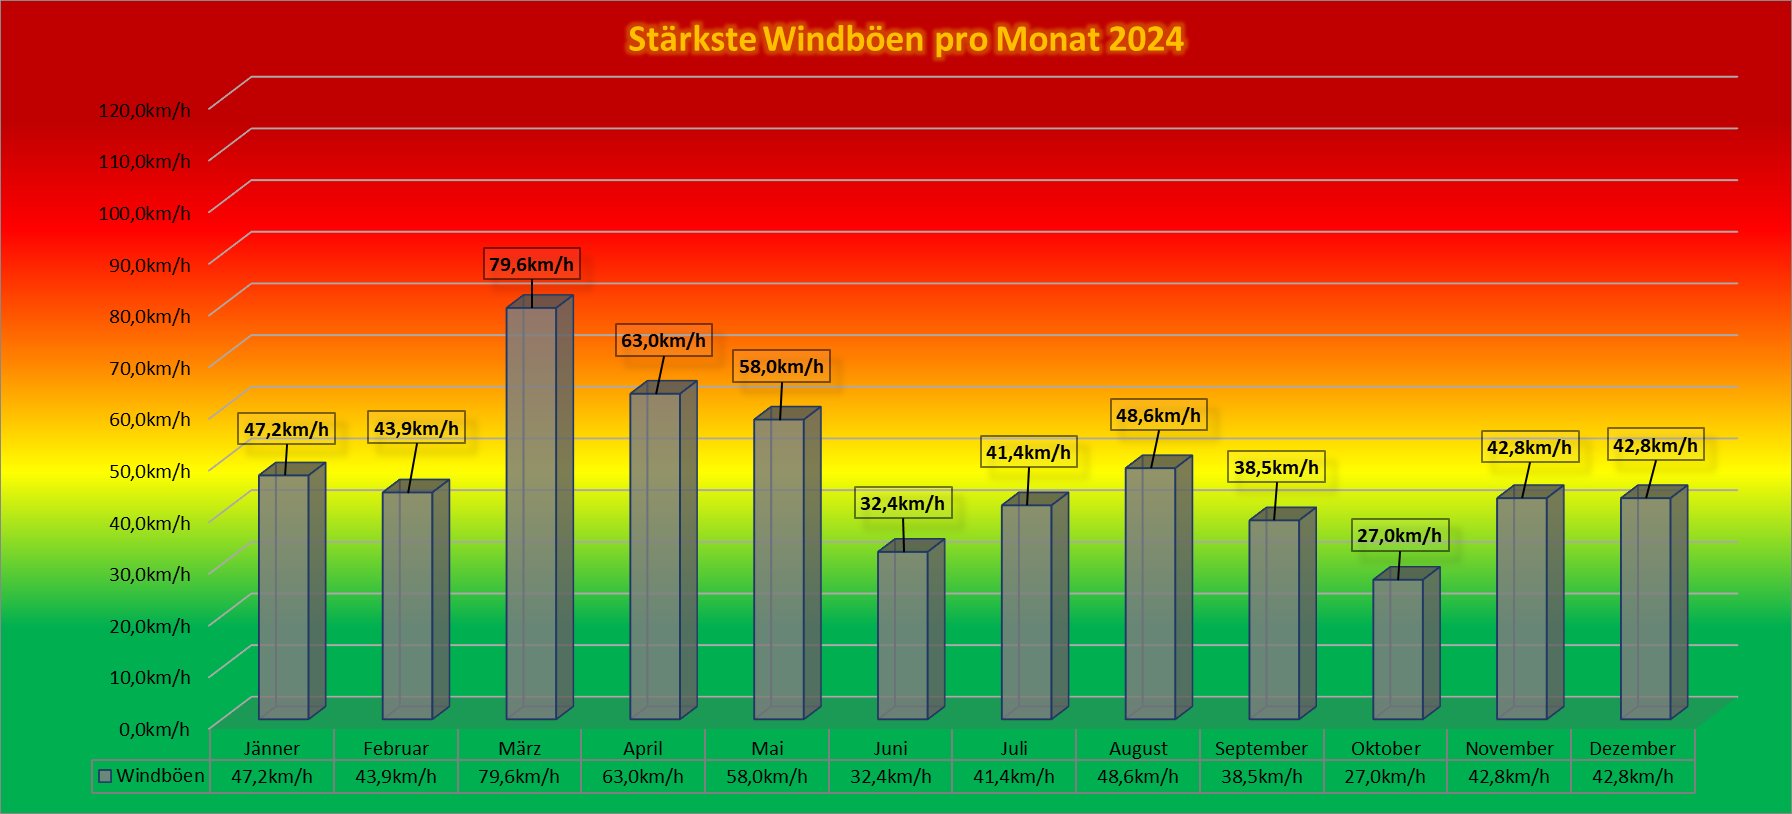 Stärkste Windböen pro Monat 2024
120,0km/h
110,0km/h
100,0km/h
90,0km/h
80,0km/h
70,0km/h
60,0km/h
50,0km/h
40,0km/h
30,0km/h
20,0km/h
10,0km/h
0,0km/h
47,2km/h
43,9km/h
79,6km/h
63,0km/h
58,0km/h
32,4km/h
41,4km/h
48,6km/h
38,5km/h
27,0km/h
42,8km/h
42,8km/h
Jänner Februar März April Mai Juni Juli August September Oktober November Dezember
Windböen 47,2km/h 43,9km/h 79,6km/h 63,0km/h 58,0km/h 32,4km/h 41,4km/h 48,6km/h 38,5km/h 27,0km/h 42,8km/h 42,8km/h